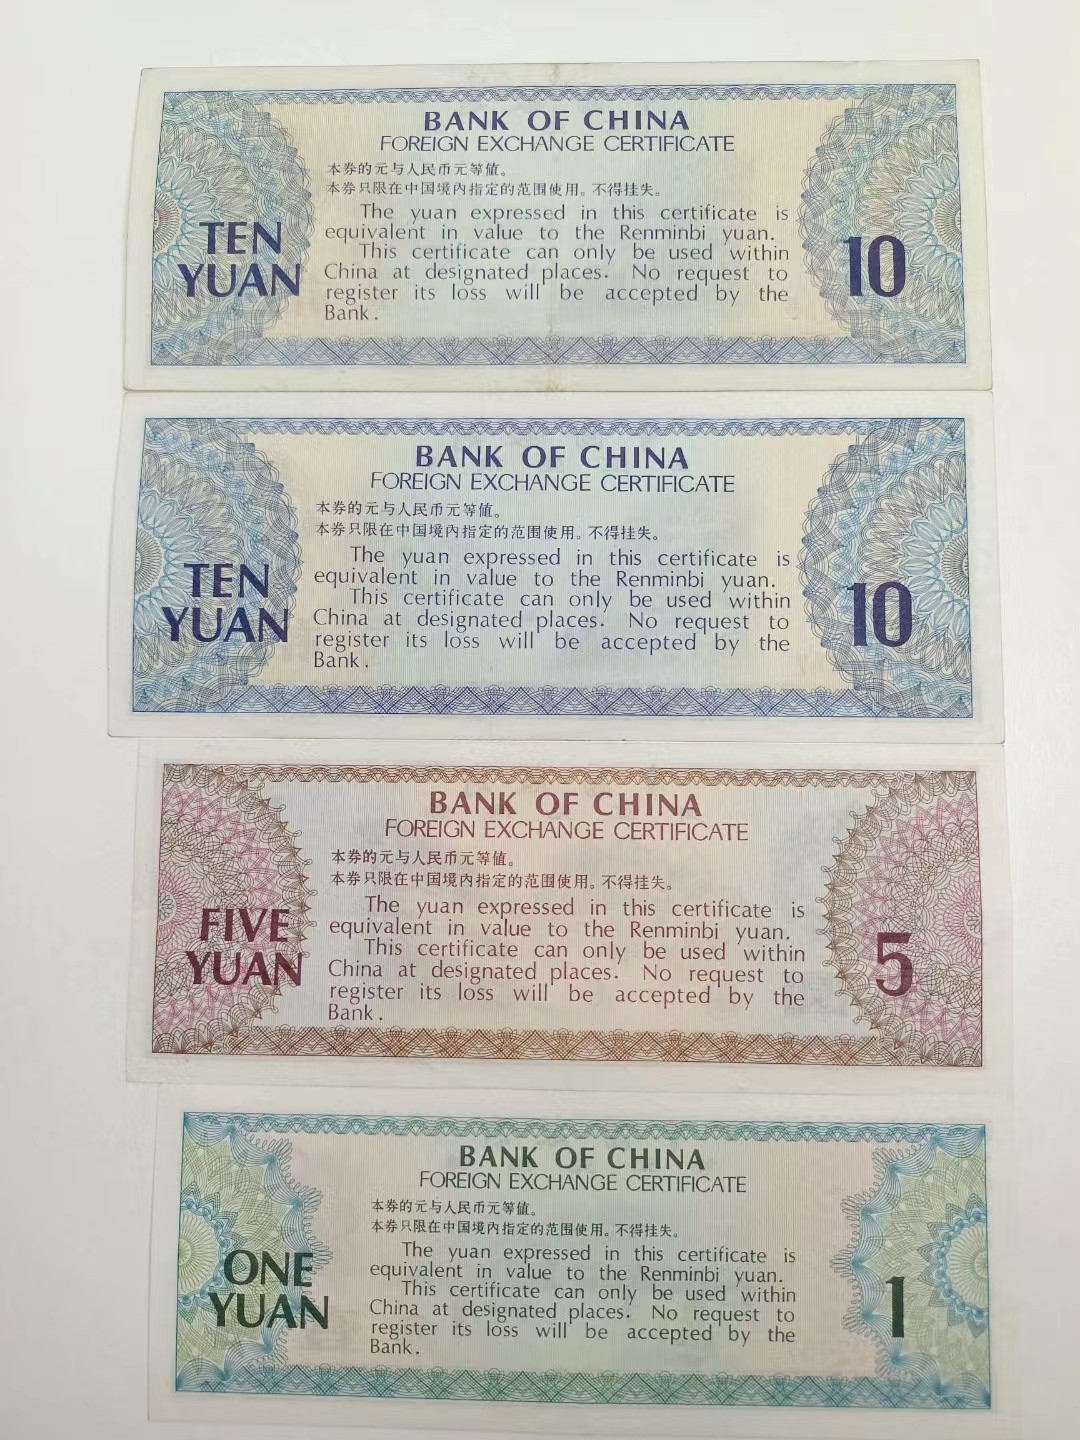 BANK OF CHINA
FOREIGN EXCHANGE CERTIFICATE
本券的元与人民币元等值。
本券只限在中国境内指定的范围使用。不得挂失。
The yuan expressed in this certificate is
equivalent in value to the Renminbi yuan.
This certificate can only be used within
China at designated places. No request to
register its loss will be accepted by the
Bank.
TEN
YUAN
10
BANK OF CHINA
FOREIGN EXCHANGE CERTIFICATE
本券的元与人民币元等值。
本券只限在中国境内指定的范围使用。不得挂失。
The yuan expressed in this certificate is
equivalent in value to the Renminbi yuan.
This certificate can only be used within
China at designated places. No request to
register its loss will be accepted by the
Bank.
TEN
YUAN
10
BANK OF CHINA
FOREIGN EXCHANGE CERTIFICATE
本券的元与人民币元等值。
本券只限在中国境内指定的范围使用。不得挂失。
The yuan expressed in this certificate is
equivalent in value to the Renminbi yuan.
This certificate can only be used within
China at designated places. No request to
register its loss will be accepted by the
Bank.
FIVE
YUAN
5
BANK OF CHINA
FOREIGN EXCHANGE CERTIFICATE
本券的元与人民币元等值。
本券只限在中国境内指定的范围使用。不得挂失。
The yuan expressed in this certificate is
equivalent in value to the Renminbi yuan.
This certificate can only be used within
China at designated places. No request to
register its loss will be accepted by the
Bank.
ONE
YUAN
1